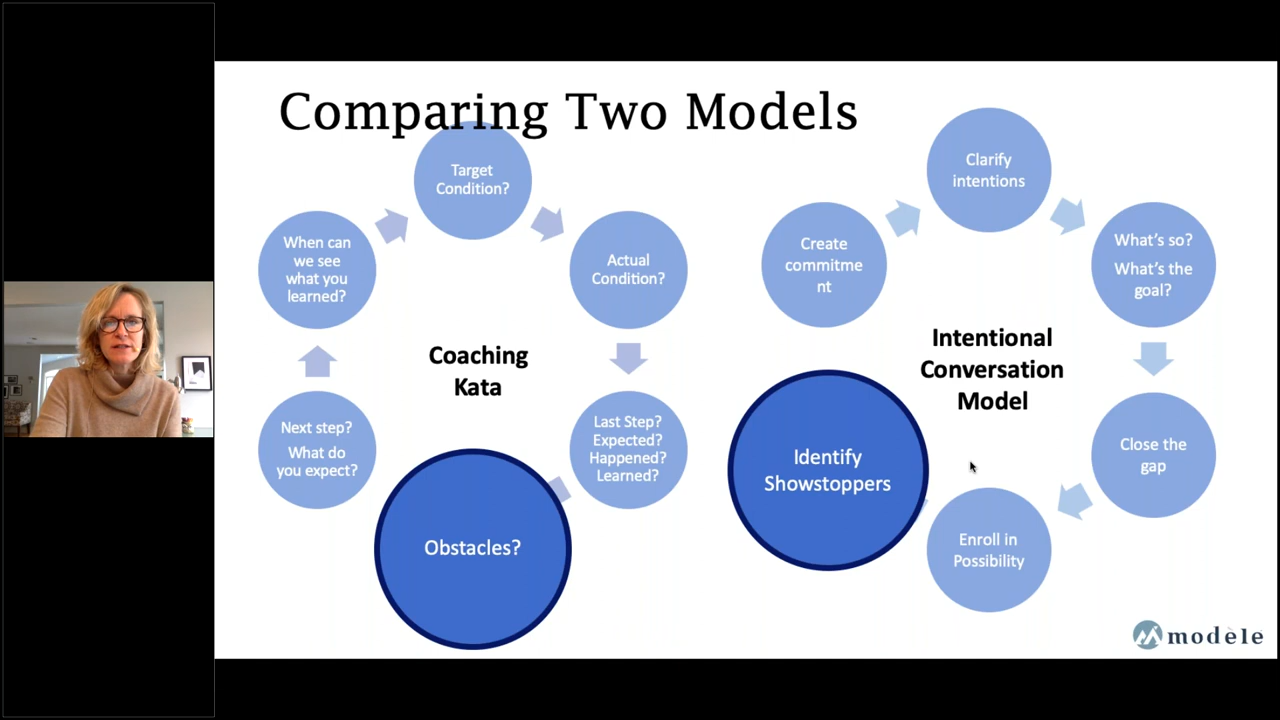 Comparing Two Models
Target
Condition?
Actual
Condition?
Last Step?
Expected?
Happened?
Learned?
Obstacles?
Next step?
What do
you expect?
When can
we see
what you
learned?
Coaching
Kata
Clarify
intentions
What's so?
What's the
goal?
Close the
gap
Enroll in
Possibility
Identify
Showstoppers
Create
commitme
nt
Intentional
Conversation
Model
modèle